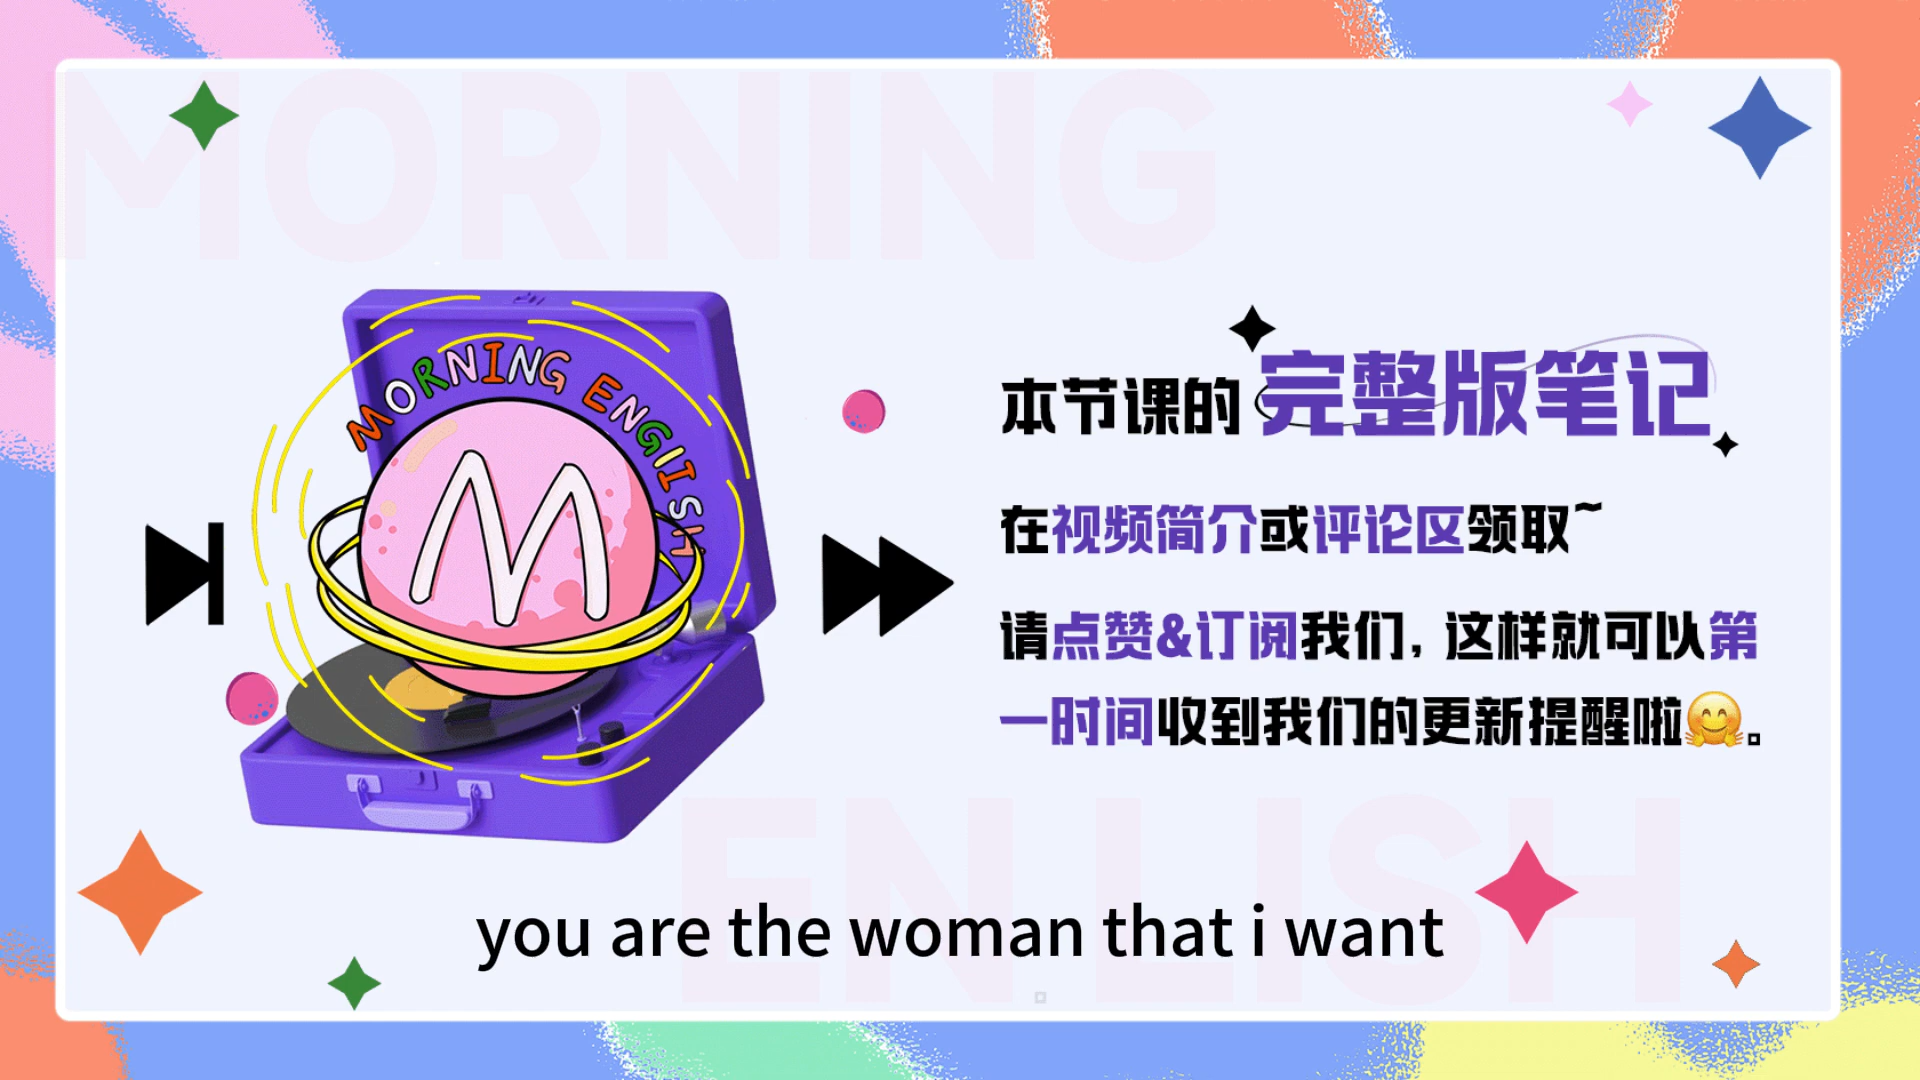 MORNING
MORNING ENGLISH
M
本节课的完整版笔记
在视频简介或评论区领取~
请点赞&订阅我们，这样就可以第
一时间收到我们的更新提醒啦🤗。
EN LISH
you are the woman that i want